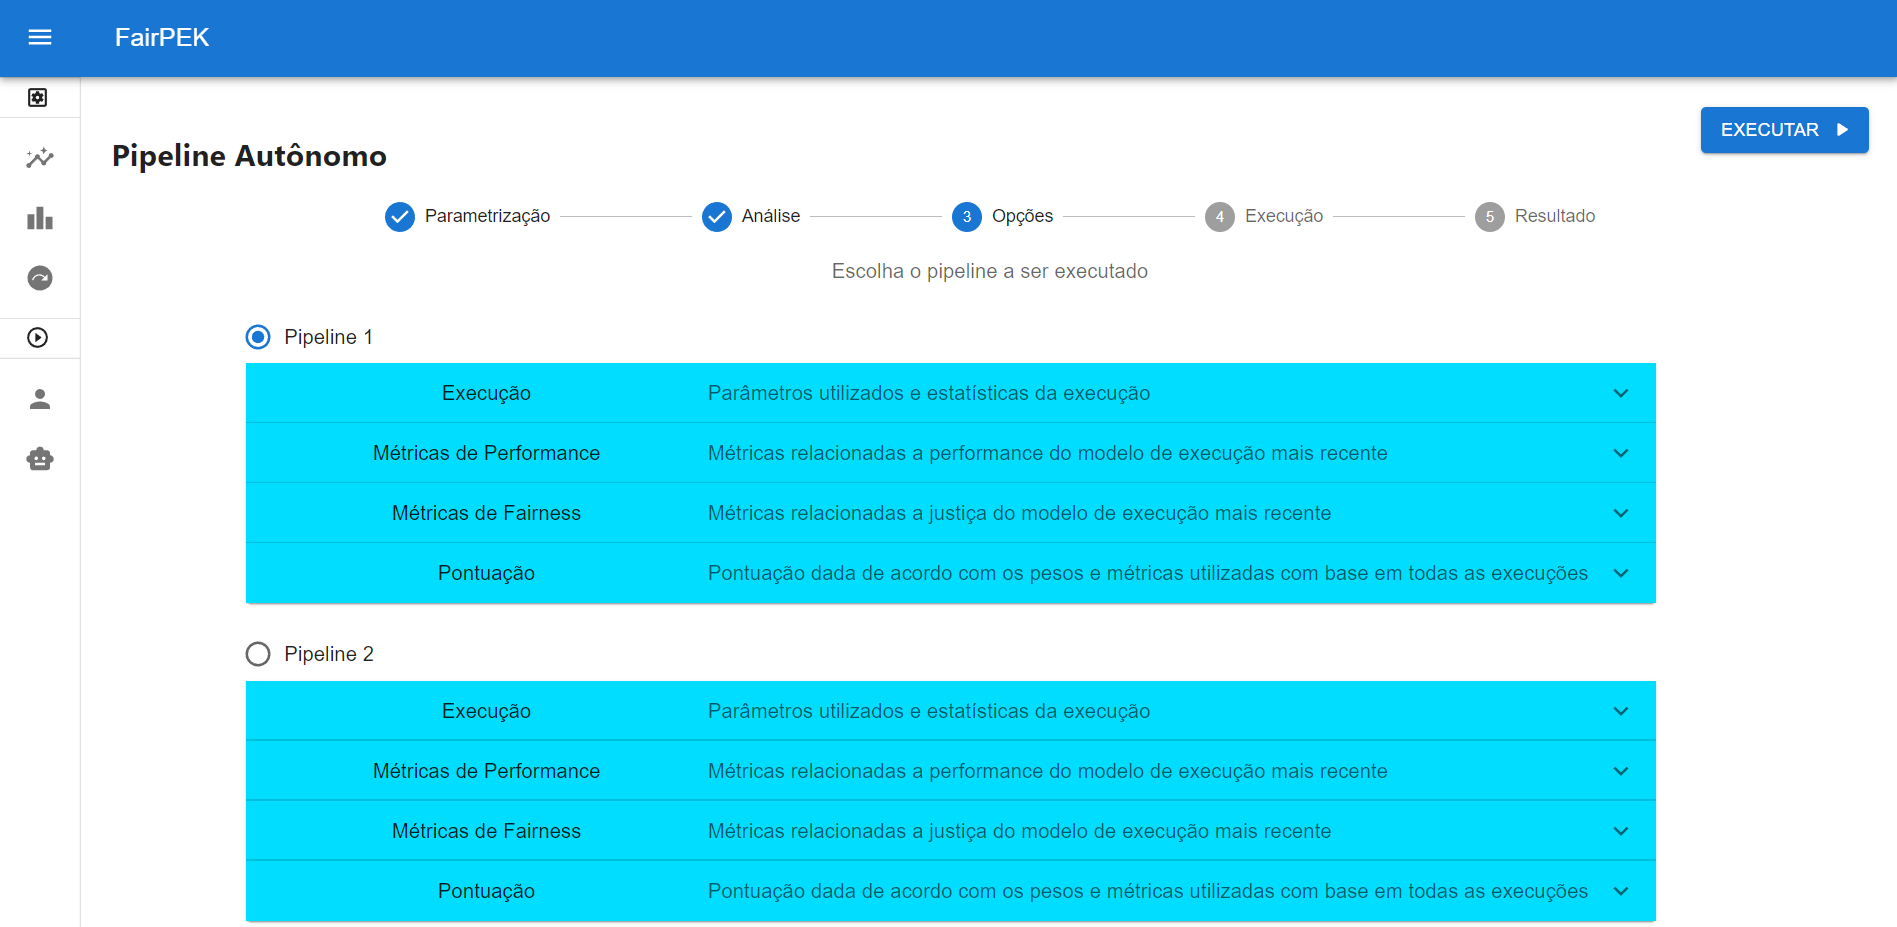 FairPEK
EXECUTAR
Pipeline Autônomo
Parametrização
Análise
3 Opções
4 Execução
5 Resultado
Escolha o pipeline a ser executado
Pipeline 1
Execução Parâmetros utilizados e estatísticas da execução
Métricas de Performance Métricas relacionadas a performance do modelo de execução mais recente
Métricas de Fairness Métricas relacionadas a justiça do modelo de execução mais recente
Pontuação Pontuação dada de acordo com os pesos e métricas utilizadas com base em todas as execuções
Pipeline 2
Execução Parâmetros utilizados e estatísticas da execução
Métricas de Performance Métricas relacionadas a performance do modelo de execução mais recente
Métricas de Fairness Métricas relacionadas a justiça do modelo de execução mais recente
Pontuação Pontuação dada de acordo com os pesos e métricas utilizadas com base em todas as execuções